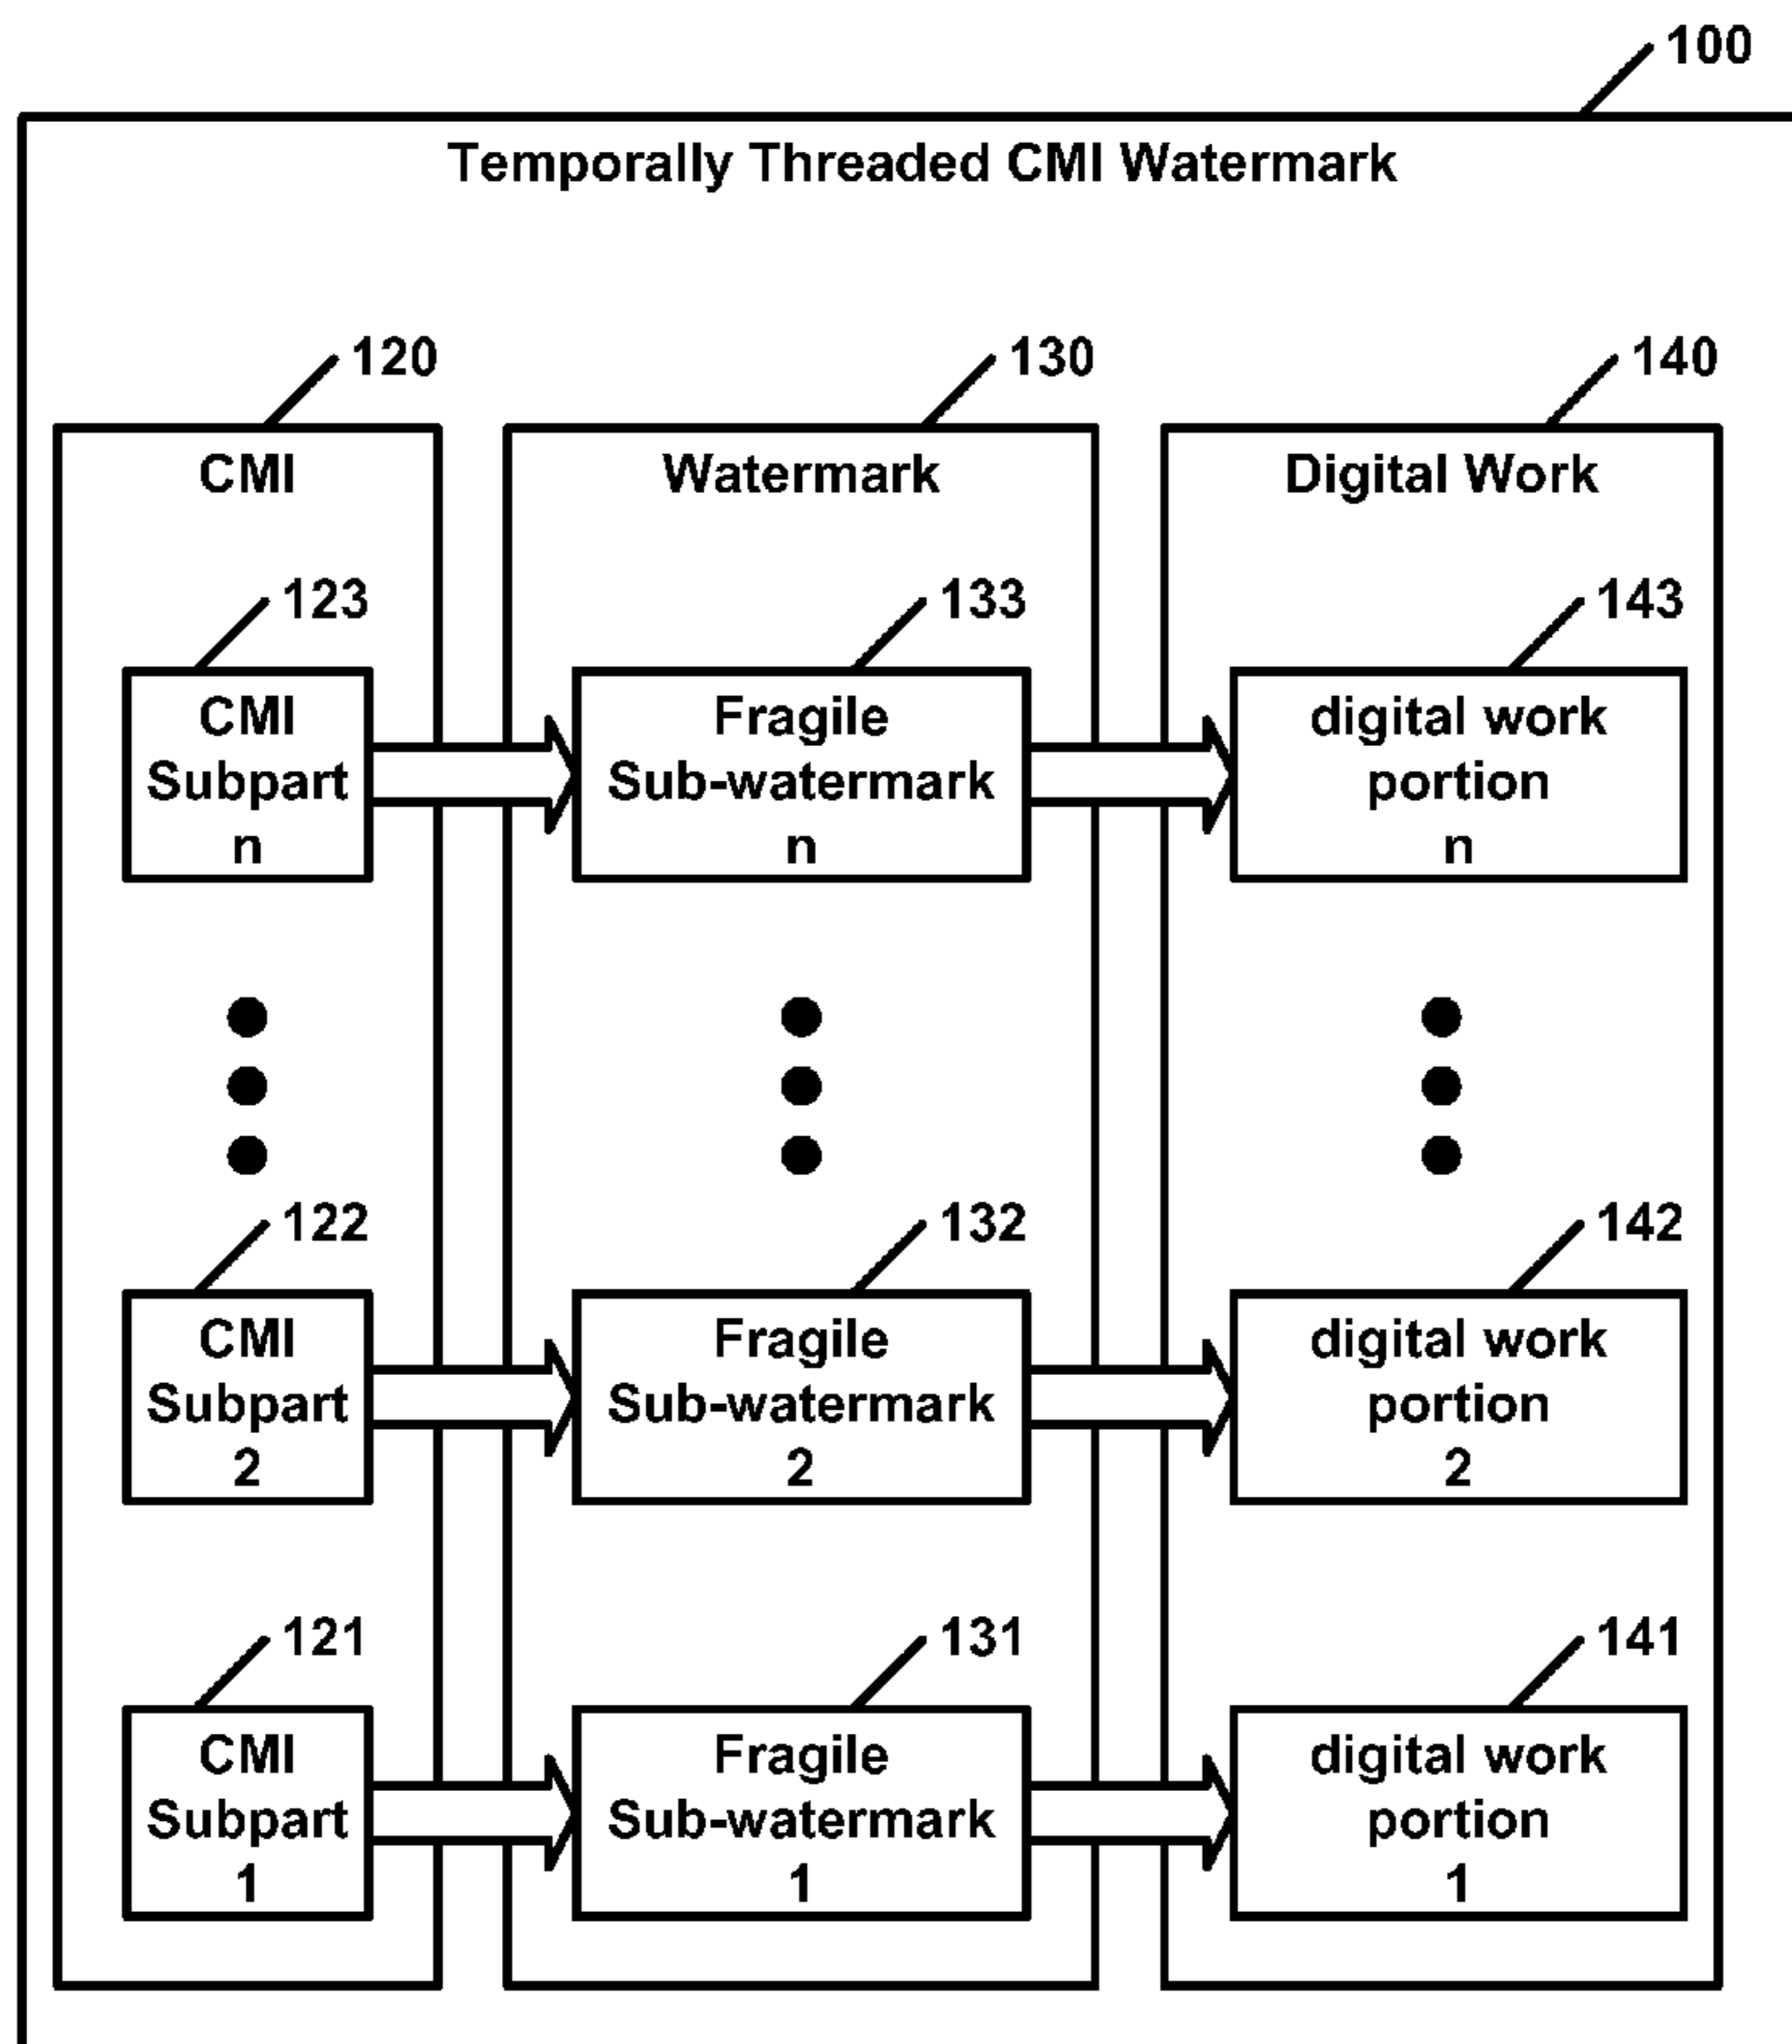 100
Temporally Threaded CMI Watermark
120
130
140
CMI
Watermark
Digital Work
123
133
143
CMI
Subpart
n
Fragile
Sub-watermark
n
digital work
portion
n
122
132
142
CMI
Subpart
2
Fragile
Sub-watermark
2
digital work
portion
2
121
131
141
CMI
Subpart
1
Fragile
Sub-watermark
1
digital work
portion
1